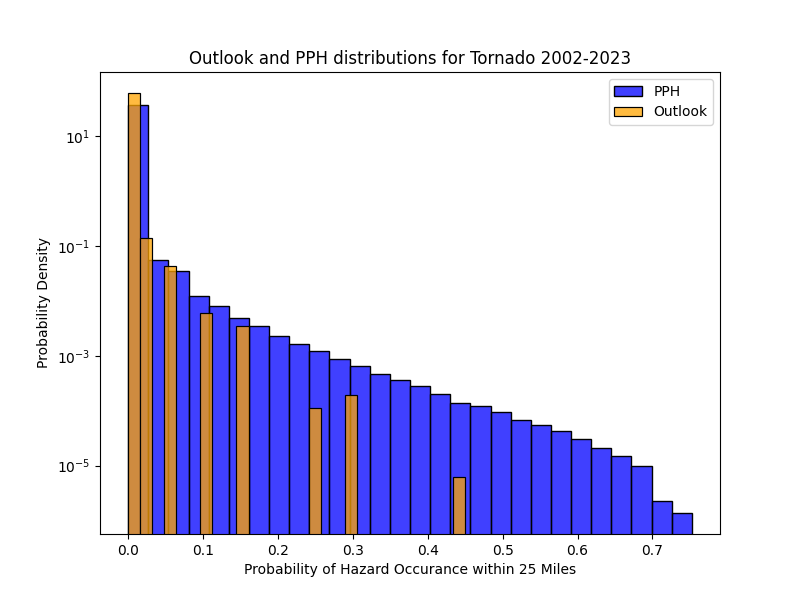 Outlook and PPH distributions for Tornado 2002-2023
PPH
Outlook
Probability Density
10¹
10⁻¹
10⁻³
10⁻⁵
0.0 0.1 0.2 0.3 0.4 0.5 0.6 0.7
Probability of Hazard Occurance within 25 Miles